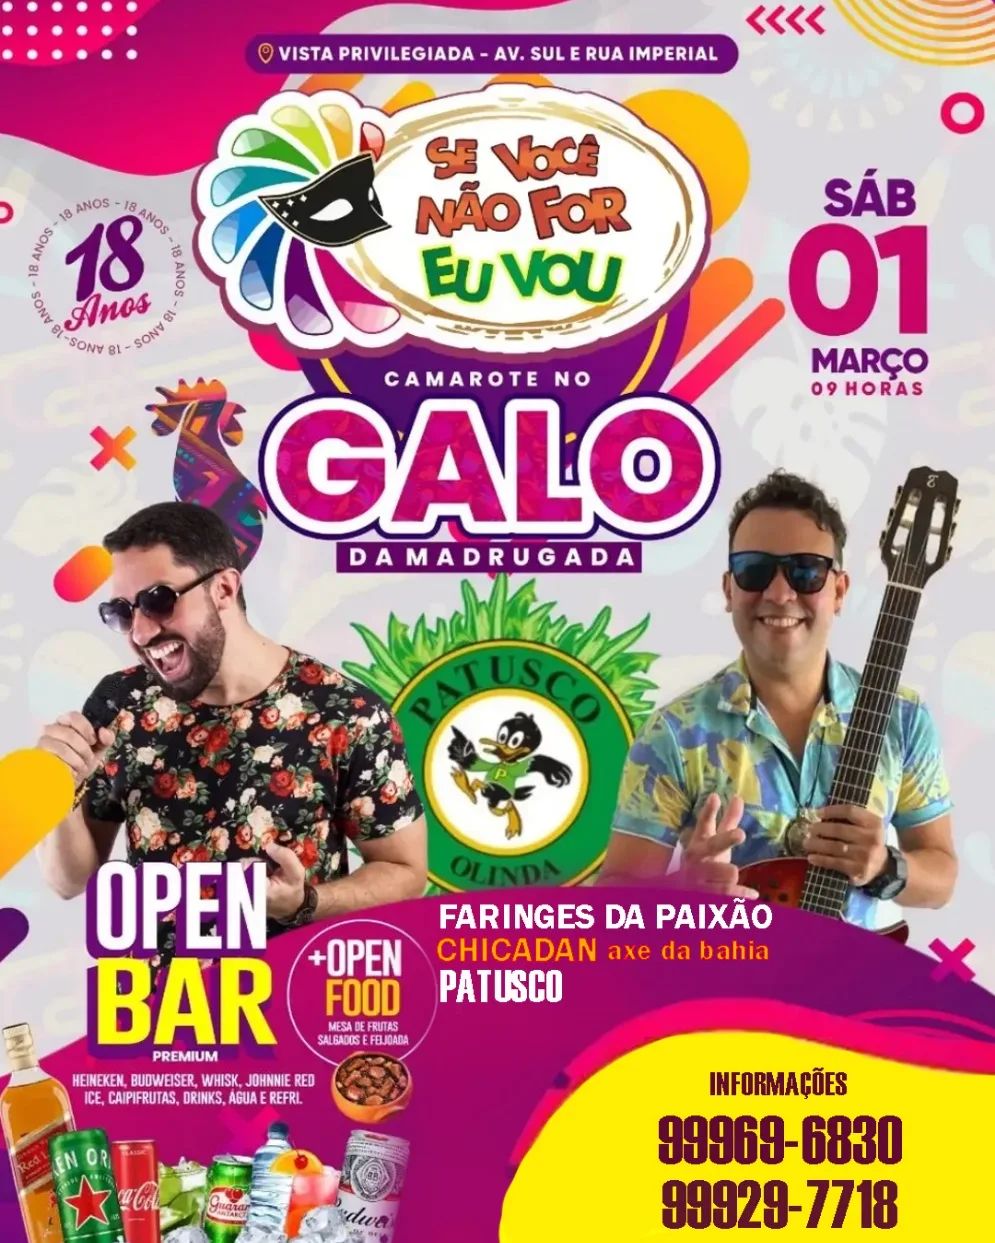 VISTA PRIVILEGIADA - AV. SUL E RUA IMPERIAL
SE VOCÊ
NÃO FOR
EU VOU
18 ANOS - 18 ANOS - 18 ANOS - 18 ANOS - 18 ANOS - 18 ANOS -
18
Anos
SÁB
01
MARÇO
09 HORAS
CAMAROTE NO
GALO
DA MADRUGADA
PATUSCO
P
OLINDA
OPEN
BAR
PREMIUM
HEINEKEN, BUDWEISER, WHISK, JOHNNIE RED
ICE, CAIPIFRUTAS, DRINKS, ÁGUA E REFRI.
+OPEN
FOOD
MESA DE FRUTAS
SALGADOS E FEIJOADA
FARINGES DA PAIXÃO
CHICADAN axe da bahia
PATUSCO
INFORMAÇÕES
99969-6830
99929-7718